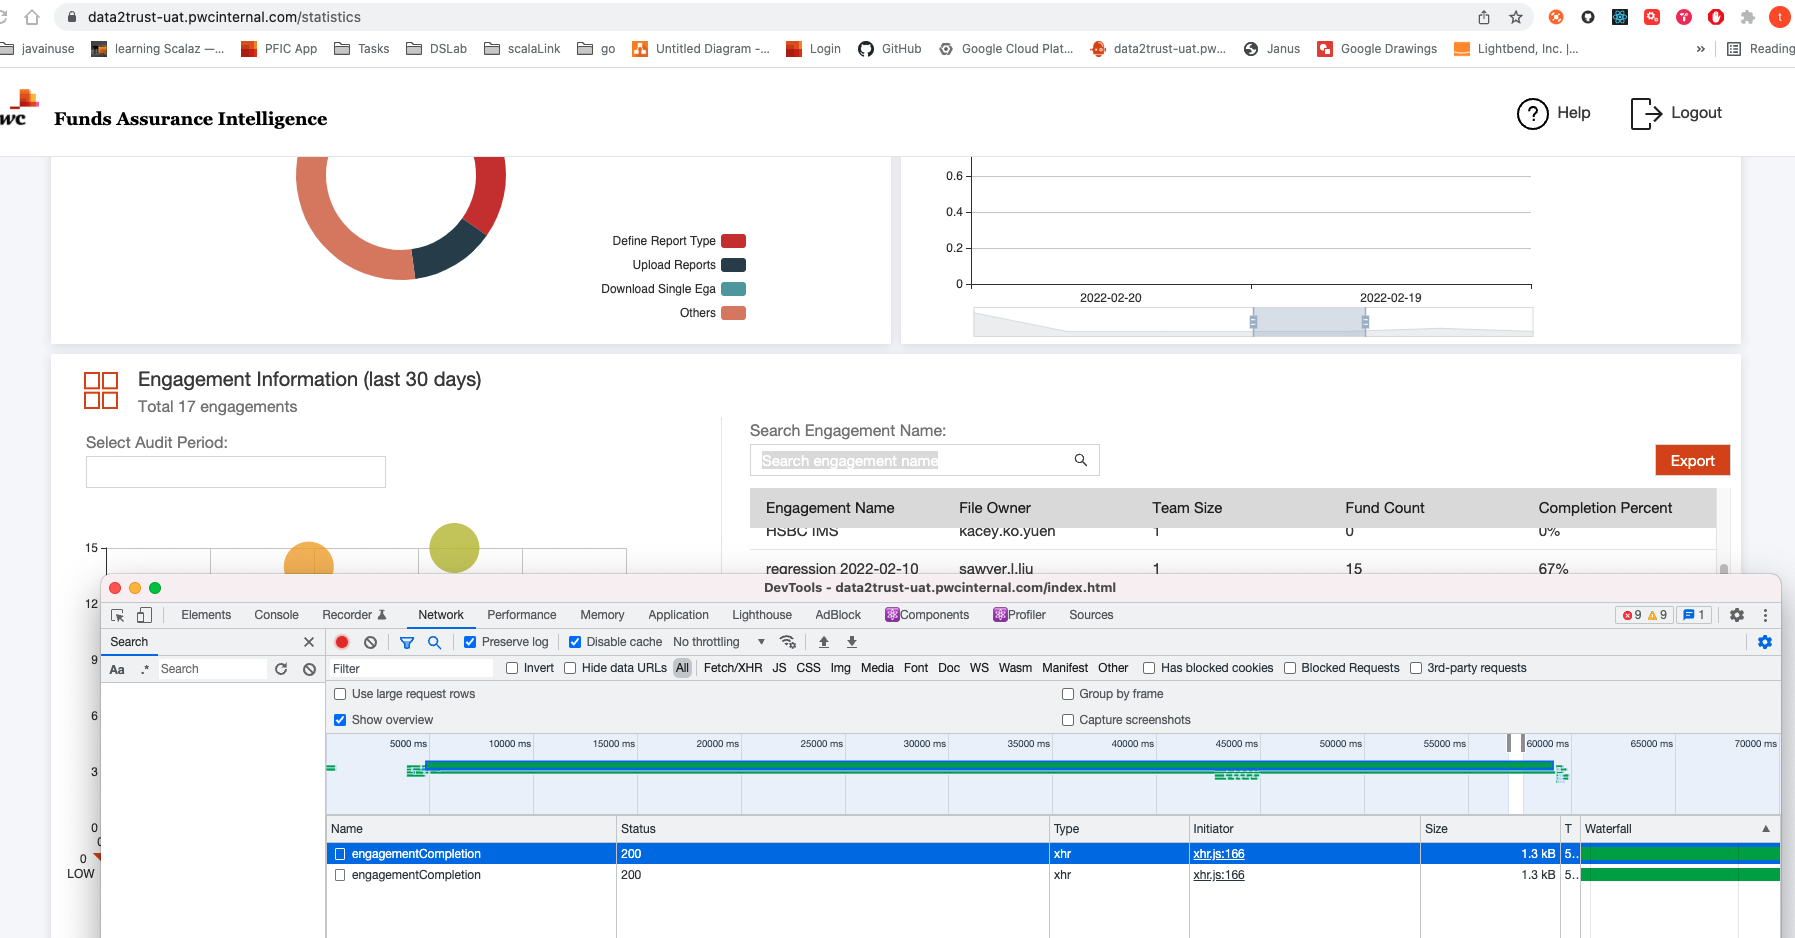 data2trust-uat.pwcinternal.com/statistics
t
javainuse
learning Scalaz —...
PFIC App
Tasks
DSLab
scalaLink
go
Untitled Diagram -...
Login
GitHub
Google Cloud Plat...
data2trust-uat.pw...
Janus
Google Drawings
Lightbend, Inc. |...
»
Reading
wc
Funds Assurance Intelligence
? Help
Logout
Define Report Type
Upload Reports
Download Single Ega
Others
0.6
0.4
0.2
0
2022-02-20
2022-02-19
Engagement Information (last 30 days)
Total 17 engagements
Select Audit Period:
Search Engagement Name:
Search engagement name
Export
Engagement Name File Owner Team Size Fund Count Completion Percent
HSBC IMS kacey.ko.yueh 1 0 0%
regression 2022-02-10 sawyer.l.liu 1 15 67%
15
12
9
6
3
0
0
LOW
DevTools - data2trust-uat.pwcinternal.com/index.html
Elements Console Recorder Network Performance Memory Application Lighthouse AdBlock Components Profiler Sources 9 9 1
Search
Preserve log Disable cache No throttling
Aa .* Search
Filter Invert Hide data URLs All Fetch/XHR JS CSS Img Media Font Doc WS Wasm Manifest Other Has blocked cookies Blocked Requests 3rd-party requests
Use large request rows Group by frame
Show overview Capture screenshots
5000 ms 10000 ms 15000 ms 20000 ms 25000 ms 30000 ms 35000 ms 40000 ms 45000 ms 50000 ms 55000 ms 60000 ms 65000 ms 70000 ms
Name Status Type Initiator Size T Waterfall
engagementCompletion 200 xhr xhr.js:166 1.3 kB 5..
engagementCompletion 200 xhr xhr.js:166 1.3 kB 5..